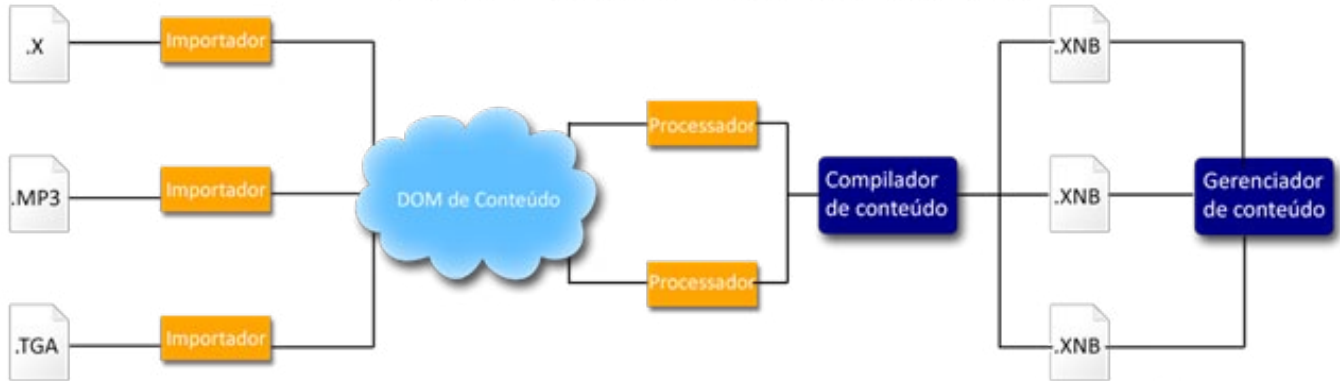 .X
Importador
.MP3
Importador
.TGA
Importador
DOM de Conteúdo
Processador
Processador
Compilador
de conteúdo
.XNB
.XNB
.XNB
Gerenciador
de conteúdo